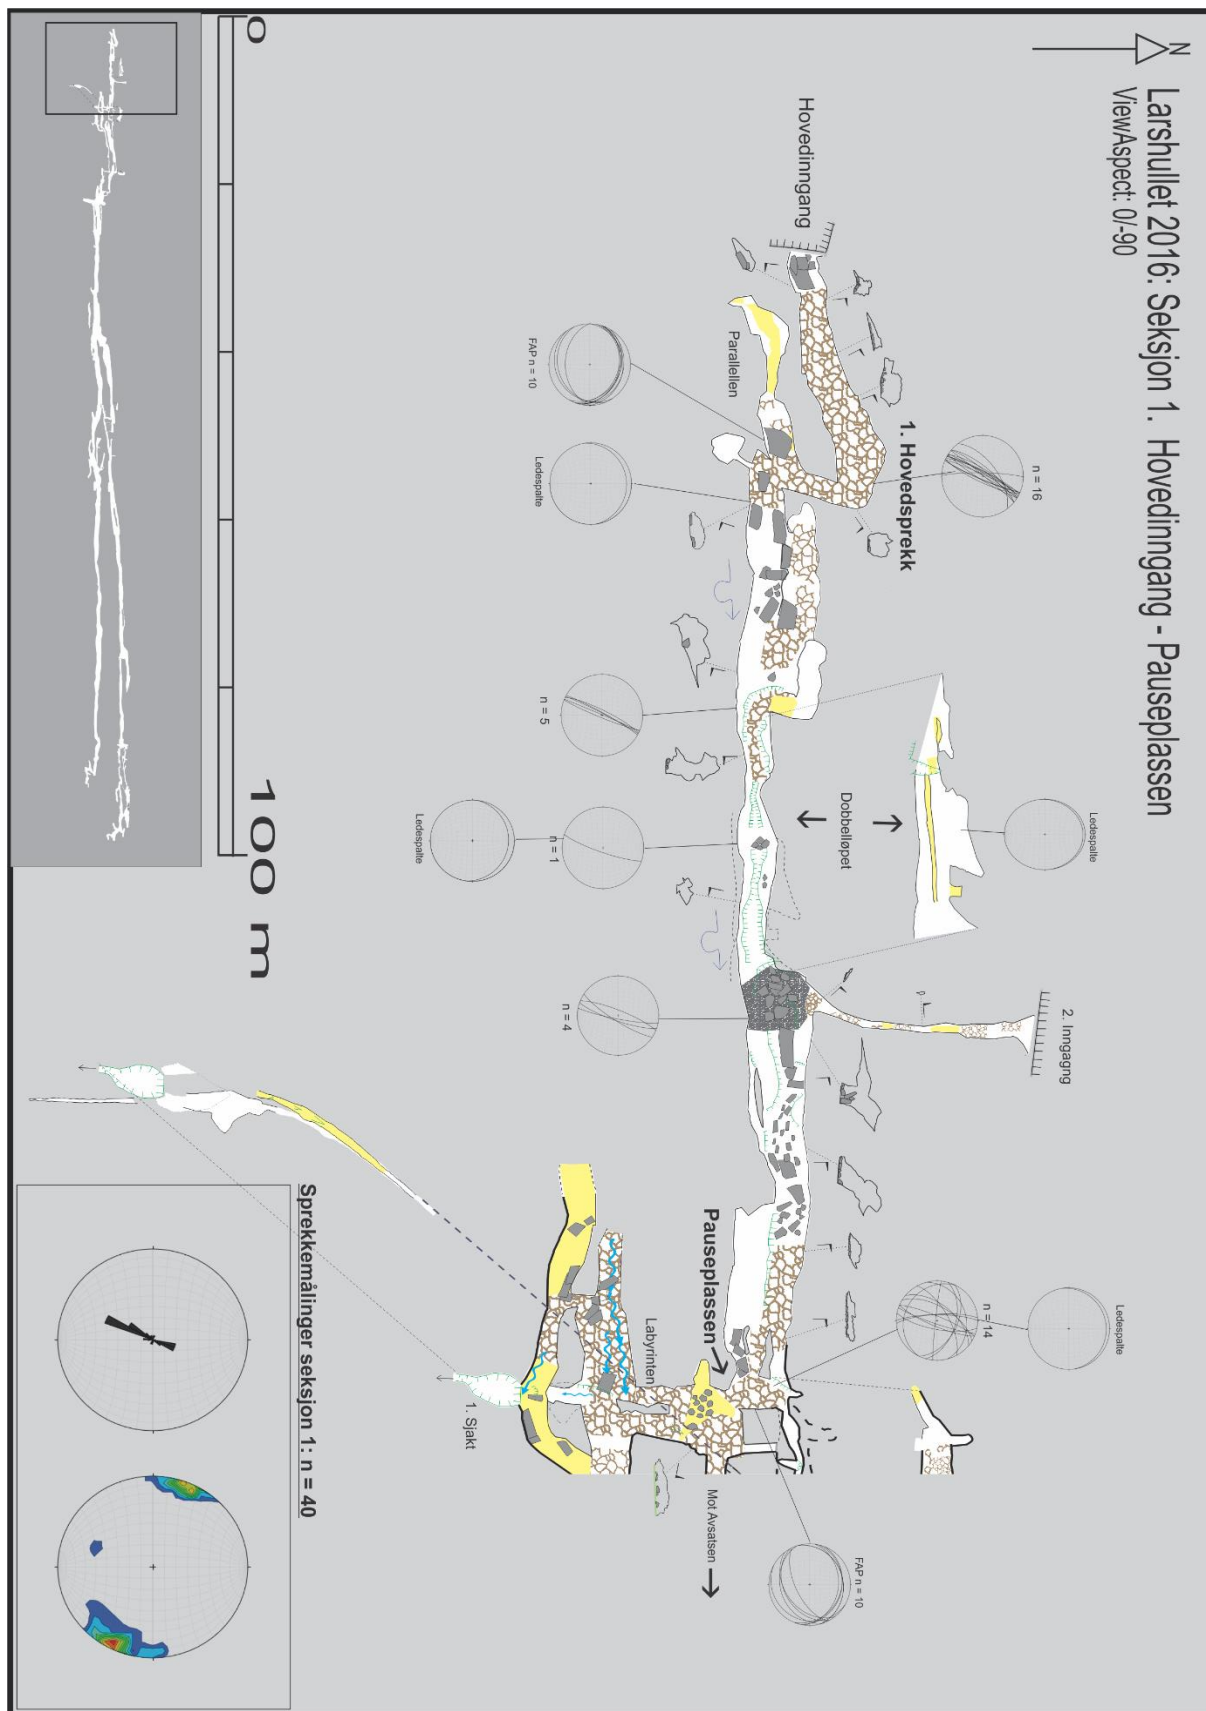 N
Larshullet 2016: Seksjon 1. Hovedinngang - Pauseplassen
ViewAspect: 0/-90
0
100 m
Hovedinngang
Parallellen
1. Hovedsprekk
n = 16
FAP n = 10
Ledespalte
n = 5
Dobbelløpet
Ledespalte
n = 1
Ledespalte
n = 4
2. Inngagng
p
Pauseplassen
Labyrinten
1. Sjakt
n = 14
Ledespalte
Mot Avsatsen
FAP n = 10
Sprekkemålinger seksjon 1: n = 40